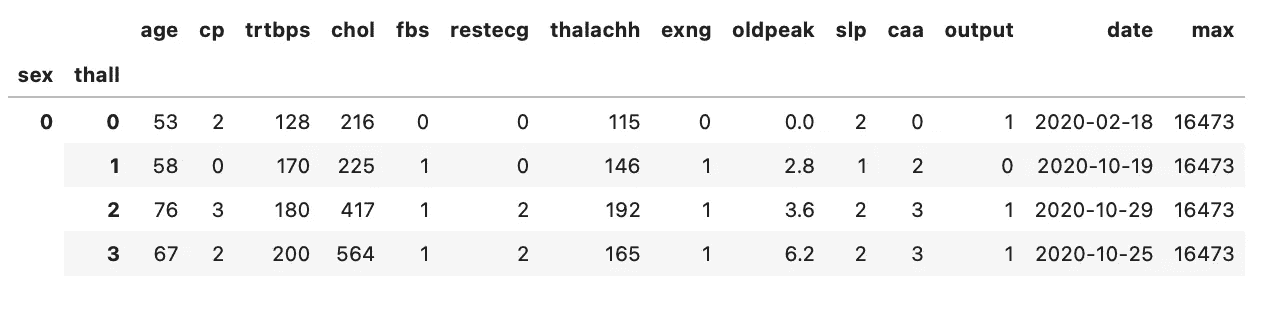 age cp trtbps chol fbs restecg thalachh exng oldpeak slp caa output date max
sex thall
0 0 53 2 128 216 0 0 115 0 0.0 2 0 1 2020-02-18 16473
1 58 0 170 225 1 0 146 1 2.8 1 2 0 2020-10-19 16473
2 76 3 180 417 1 2 192 1 3.6 2 3 1 2020-10-29 16473
3 67 2 200 564 1 2 165 1 6.2 2 3 1 2020-10-25 16473